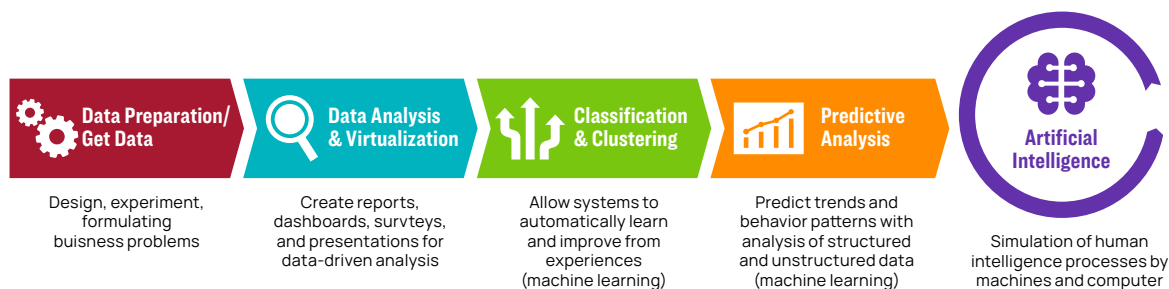 Data Preparation/
Get Data
Design, experiment,
formulating
buisness problems
Data Analysis
& Virtualization
Create reports,
dashboards, survteys,
and presentations for
data-driven analysis
Classification
& Clustering
Allow systems to
automatically learn
and improve from
experiences
(machine learning)
Predictive
Analysis
Predict trends and
behavior patterns with
analysis of structured
and unstructured data
(machine learning)
Artificial
Intelligence
Simulation of human
intelligence processes by
machines and computer